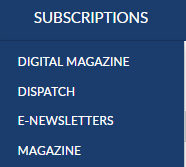 SUBSCRIPTIONS
DIGITAL MAGAZINE
DISPATCH
E-NEWSLETTERS
MAGAZINE